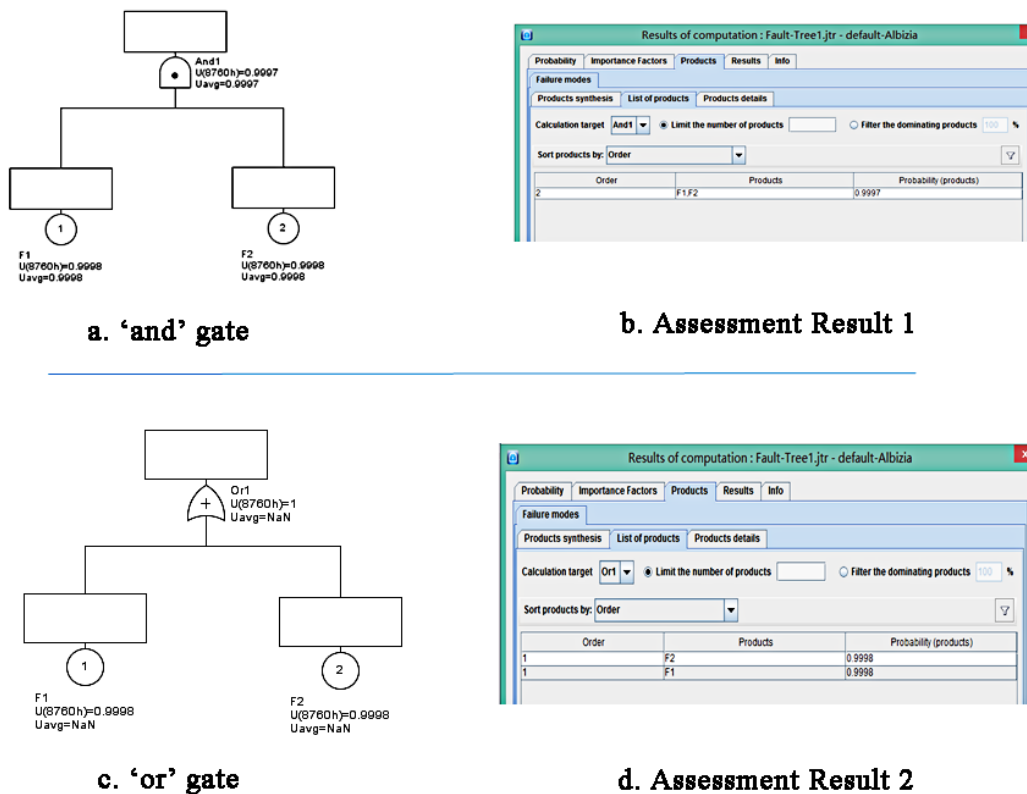 And1
U(8760h)=0.9997
Uavg=0.9997
1
2
F1
U(8760h)=0.9998
Uavg=0.9998
F2
U(8760h)=0.9998
Uavg=0.9998
a. ‘and’ gate
Results of computation : Fault-Tree1.jtr - default-Albizia
Probability Importance Factors Products Results Info
Failure modes
Products synthesis List of products Products details
Calculation target And1 Limit the number of products Filter the dominating products 100 %
Sort products by: Order
Order Products Probability (products)
2 F1,F2 0.9997
b. Assessment Result 1
Or1
U(8760h)=1
Uavg=NaN
+
1
2
F1
U(8760h)=0.9998
Uavg=NaN
F2
U(8760h)=0.9998
Uavg=NaN
c. ‘or’ gate
Results of computation : Fault-Tree1.jtr - default-Albizia
Probability Importance Factors Products Results Info
Failure modes
Products synthesis List of products Products details
Calculation target Or1 Limit the number of products Filter the dominating products 100 %
Sort products by: Order
Order Products Probability (products)
1 F2 0.9998
1 F1 0.9998
d. Assessment Result 2